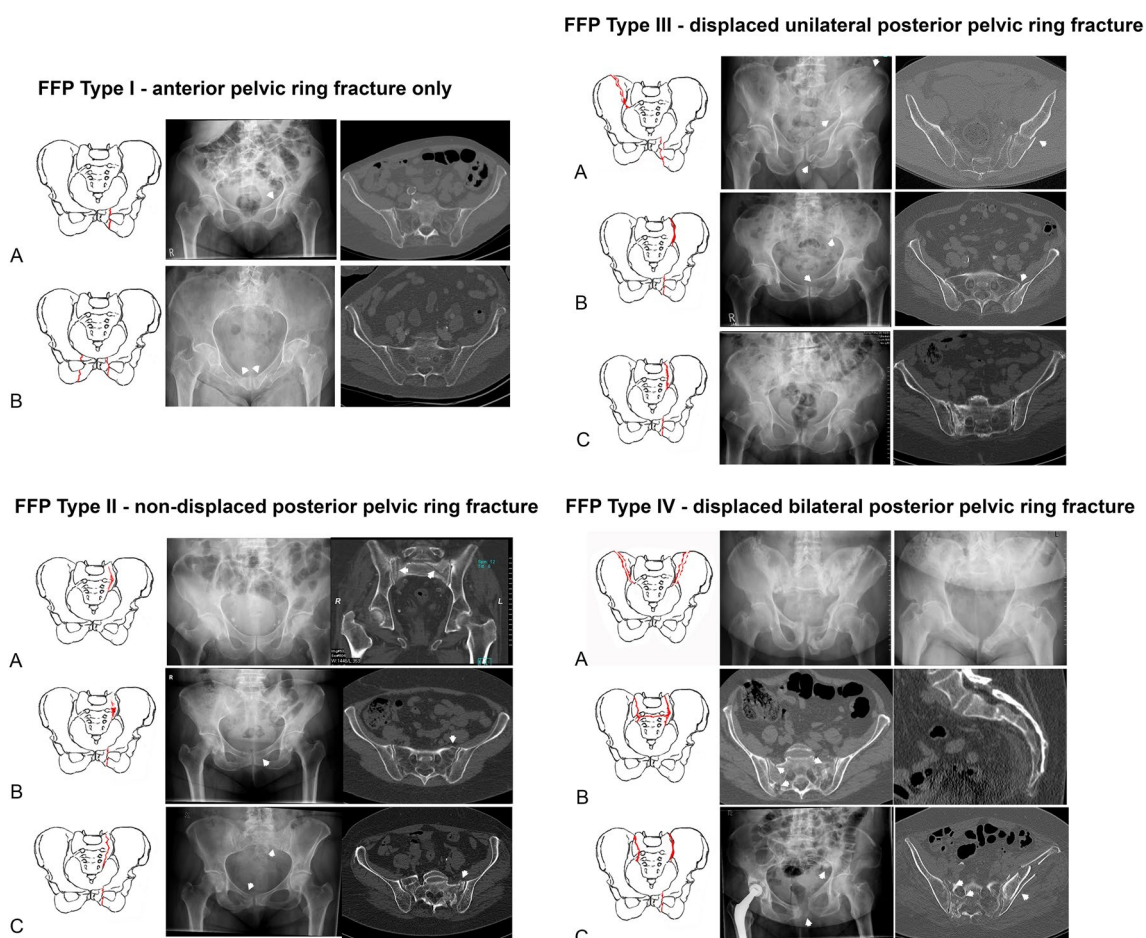 FFP Type I - anterior pelvic ring fracture only
A
R
B
FFP Type III - displaced unilateral posterior pelvic ring fracture
A
B
R
C
FFP Type II - non-displaced posterior pelvic ring fracture
A
R
L
B
R
C
FFP Type IV - displaced bilateral posterior pelvic ring fracture
A
L
B
C